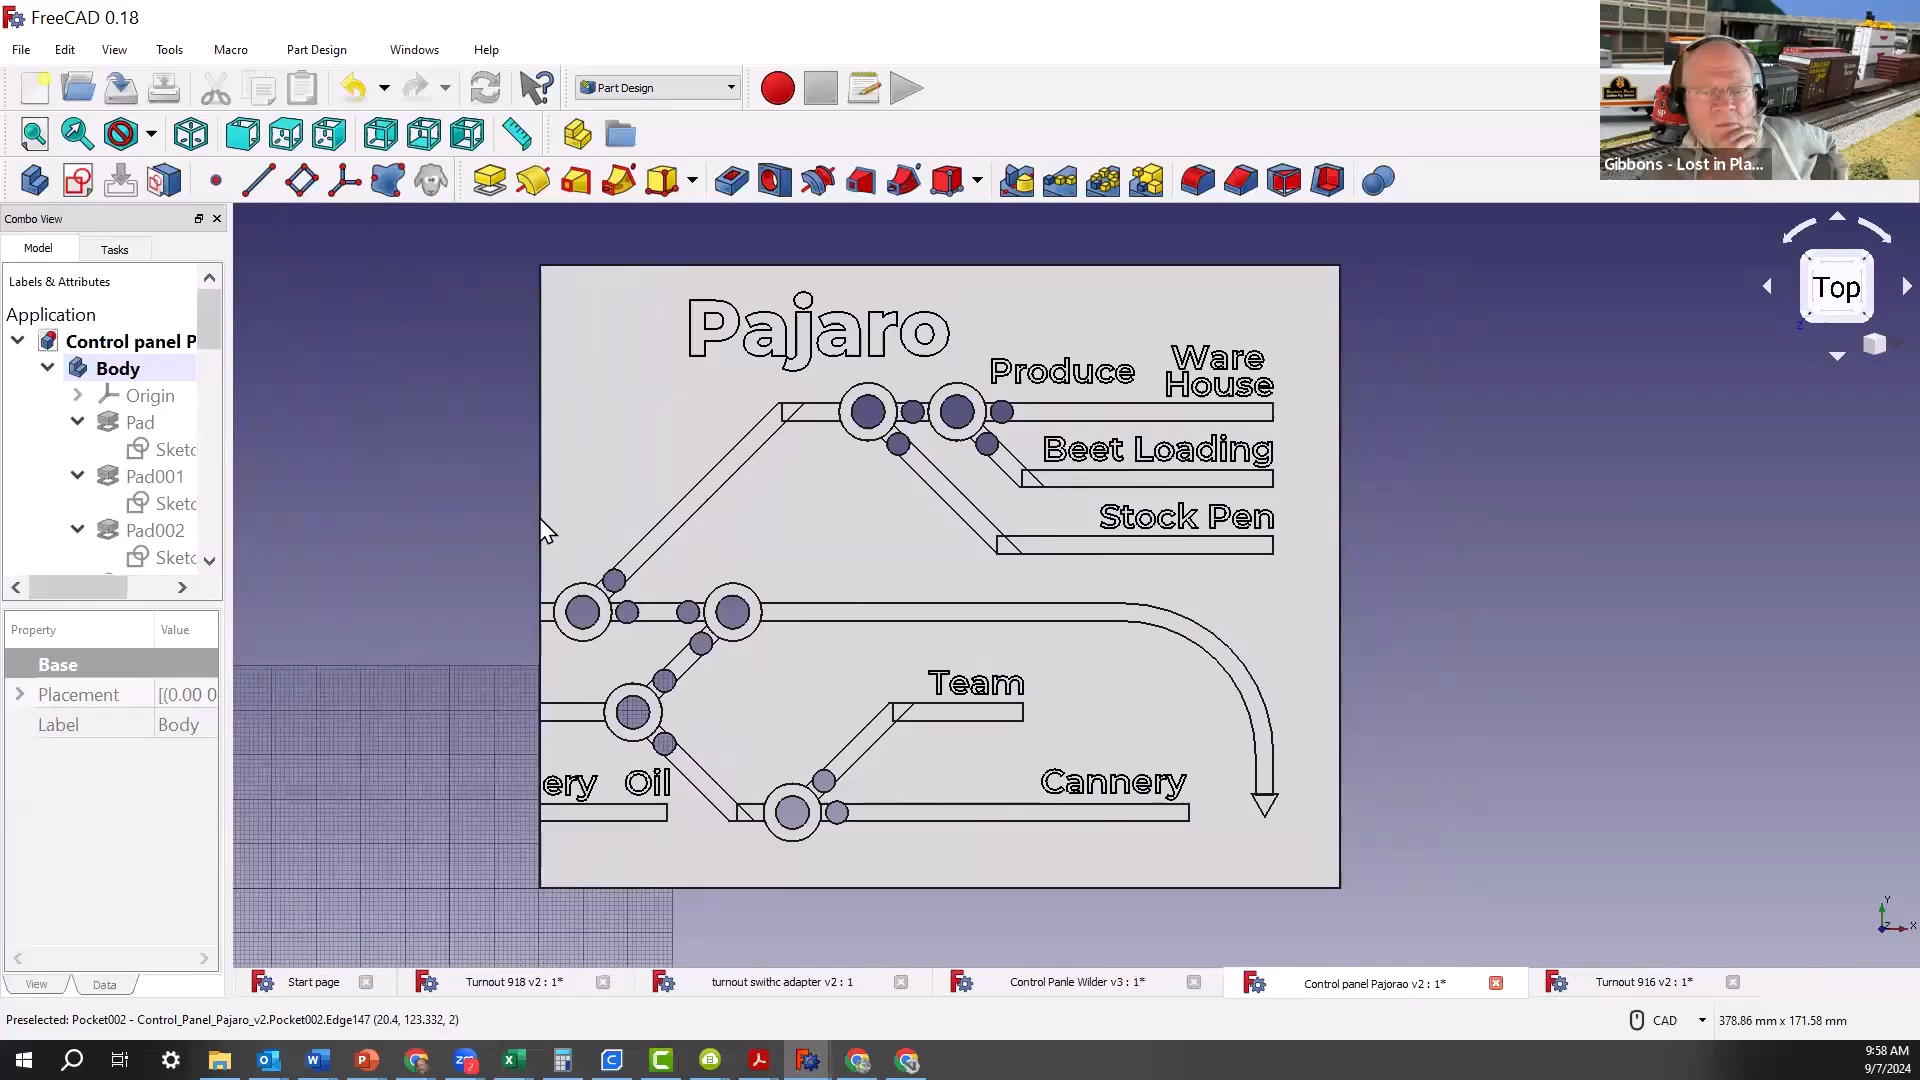 FreeCAD 0.18
File Edit View Tools Macro Part Design Windows Help
Part Design
Gibbons - Lost in Pla...
Combo View
Model Tasks
Labels & Attributes
Application
Control panel P
Body
Origin
Pad
Sketc
Pad001
Sketc
Pad002
Sketc
Property Value
Base
Placement [(0.00 0
Label Body
View Data
Pajaro
Produce
Ware
House
Beet Loading
Stock Pen
Team
ery Oil
Cannery
Top
Z
Y
Z
X
Start page
Turnout 918 v2 : 1*
turnout swithc adapter v2 : 1
Control Panle Wilder v3 : 1*
Control panel Pajorao v2 : 1*
Turnout 916 v2 : 1*
Preselected: Pocket002 - Control_Panel_Pajaro_v2.Pocket002.Edge147 (20.4, 123.332, 2)
CAD
378.86 mm x 171.58 mm
9:58 AM
9/7/2024